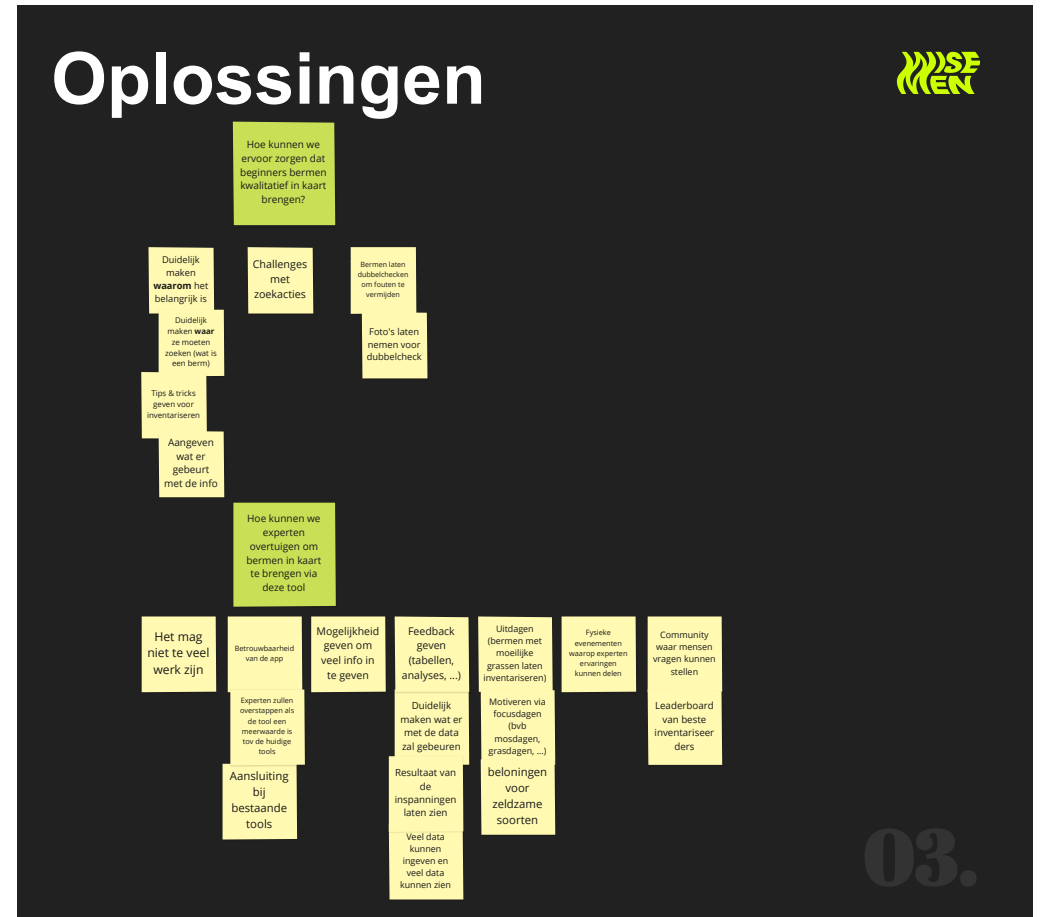 Oplossingen
WISE
MEN
Hoe kunnen we
ervoor zorgen dat
beginners bermen
kwalitatief in kaart
brengen?
Duidelijk
maken
waarom het
belangrijk is
Challenges
met
zoekacties
Bermen laten
dubbelchecken
om fouten te
vermijden
Duidelijk
maken waar
ze moeten
zoeken (wat is
een berm)
Foto's laten
nemen voor
dubbelcheck
Tips & tricks
geven voor
inventariseren
Aangeven
wat er
gebeurt
met de info
Hoe kunnen we
experten
overtuigen om
bermen in kaart
te brengen via
deze tool
Het mag
niet te veel
werk zijn
Betrouwbaarheid
van de app
Mogelijkheid
geven om
veel info in
te geven
Feedback
geven
(tabellen,
analyses, ...)
Uitdagen
(bermen met
moeilijke
grassen laten
inventariseren)
Fysieke
evenementen
waarop experten
ervaringen
kunnen delen
Community
waar mensen
vragen kunnen
stellen
Experten zullen
overstappen als
de tool een
meerwaarde is
tov de huidige
tools
Duidelijk
maken wat er
met de data
zal gebeuren
Motiveren via
focusdagen
(bvb
mosdagen,
grasdagen, ...)
Leaderboard
van beste
inventariseer
ders
Aansluiting
bij
bestaande
tools
Resultaat van
de
inspanningen
laten zien
beloningen
voor
zeldzame
soorten
Veel data
kunnen
ingeven en
veel data
kunnen zien
03.